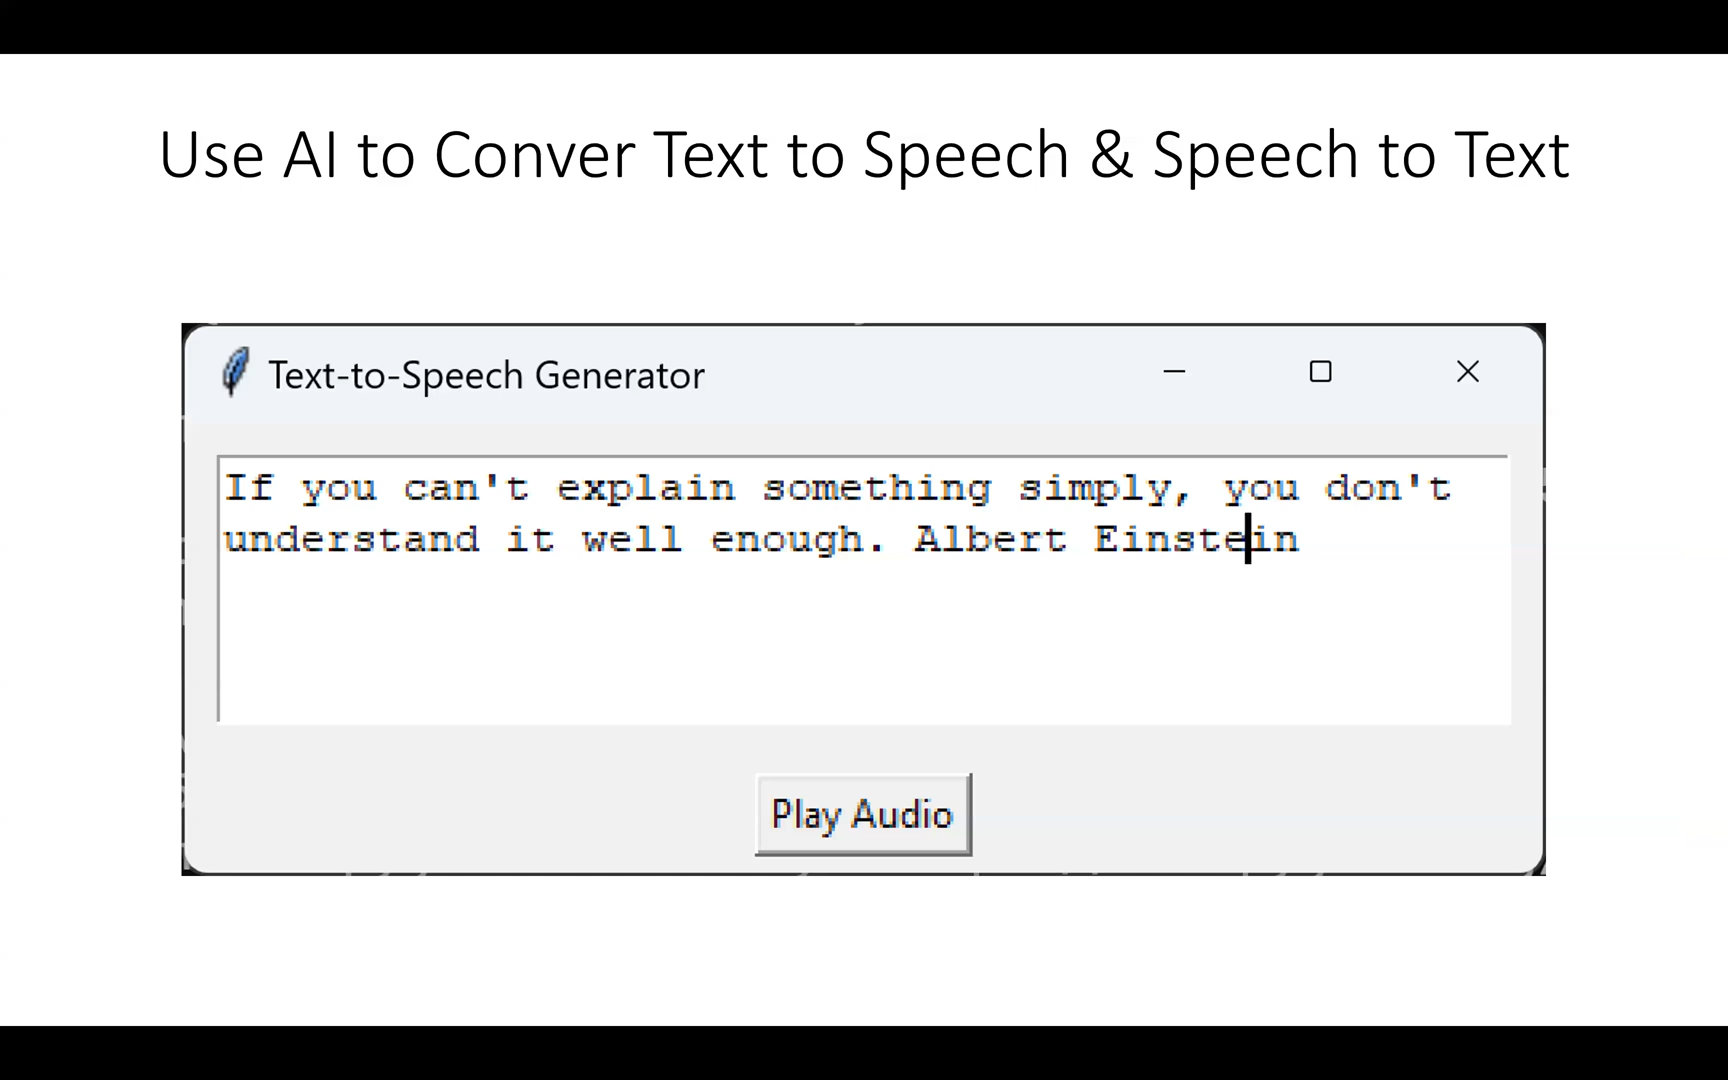 Use AI to Conver Text to Speech & Speech to Text
Text-to-Speech Generator
If you can't explain something simply, you don't
understand it well enough. Albert Einstein
Play Audio